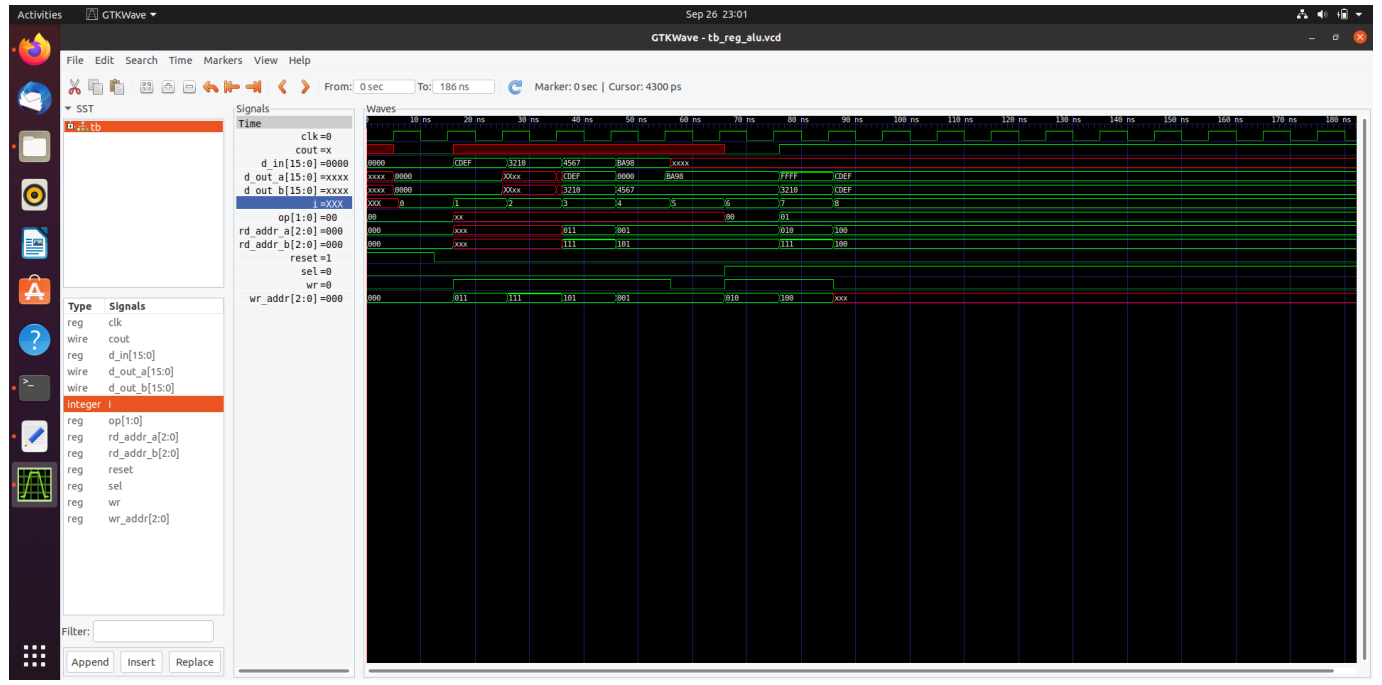 Activities GTKWave Sep 26 23:01
GTKWave - tb_reg_alu.vcd
File Edit Search Time Markers View Help
From: 0 sec To: 186 ns Marker: 0 sec | Cursor: 4300 ps
SST
tb
Type Signals
reg clk
wire cout
reg d_in[15:0]
wire d_out_a[15:0]
wire d_out_b[15:0]
integer i
reg op[1:0]
reg rd_addr_a[2:0]
reg rd_addr_b[2:0]
reg reset
reg sel
reg wr
reg wr_addr[2:0]
Filter:
Append Insert Replace
Signals
Time
clk =0
cout =x
d_in[15:0] =0000
d_out_a[15:0] =xxxx
d_out_b[15:0] =xxxx
i =XXX
op[1:0] =00
rd_addr_a[2:0] =000
rd_addr_b[2:0] =000
reset =1
sel =0
wr =0
wr_addr[2:0] =000
Waves
0 10 ns 20 ns 30 ns 40 ns 50 ns 60 ns 70 ns 80 ns 90 ns 100 ns 110 ns 120 ns 130 ns 140 ns 150 ns 160 ns 170 ns 180 ns
0000 CDEF 3210 4567 BA98 xxxx
xxxx 0000 XXxx CDEF 0000 BA98 FFFF CDEF
xxxx 0000 XXxx 3210 4567 3210 CDEF
XXX 0 1 2 3 4 5 6 7 8
00 xx 00 01
000 xxx 011 001 010 100
000 xxx 111 101 111 100
000 011 111 101 001 010 100 xxx